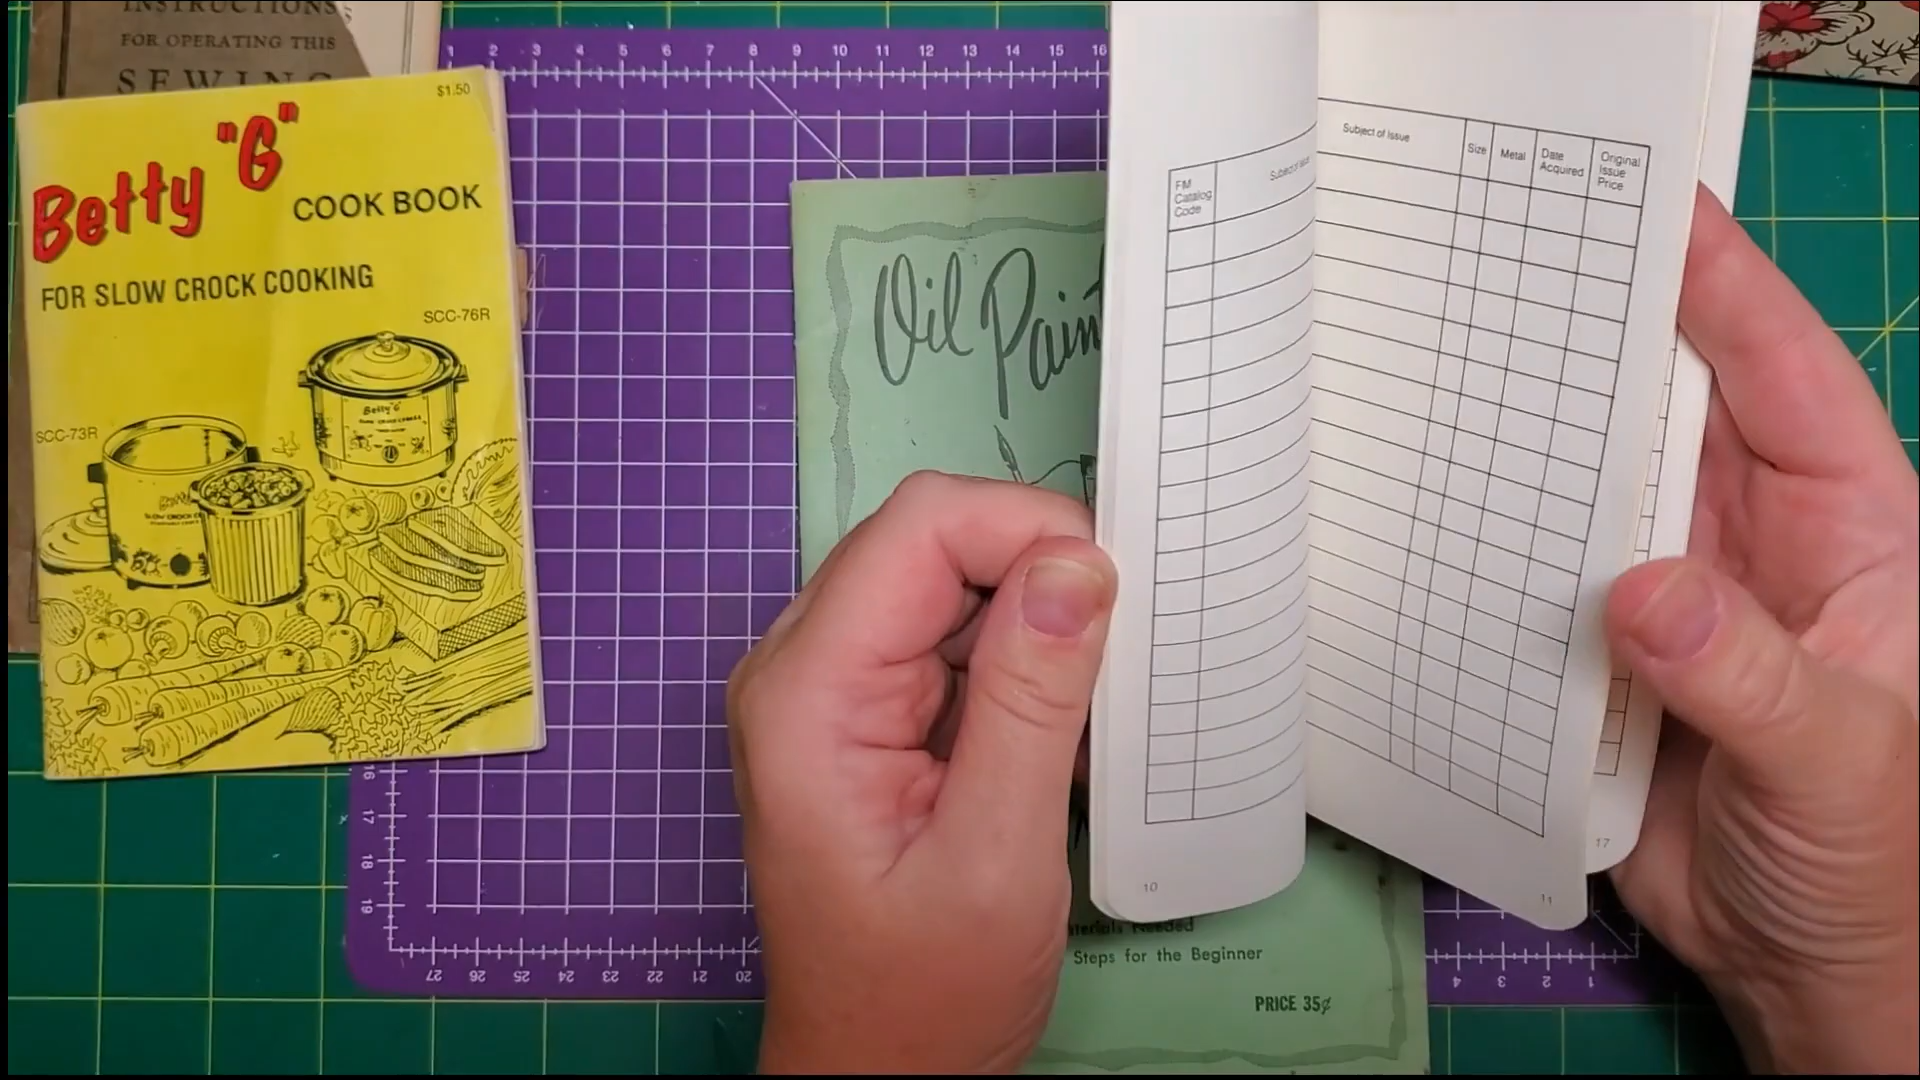 INSTRUCTIONS
FOR OPERATING THIS
SEWING
$1.50
Betty "G"
COOK BOOK
FOR SLOW CROCK COOKING
SCC-76R
SCC-73R
Betty "G"
1 2 3 4 5 6 7 8 9 10 11 12 13 14 15 16
Oil Paint
Materials Needed
Steps for the Beginner
PRICE 35¢
FM Catalog Code
Subject of Issue
10
Subject of Issue
Size
Metal
Date Acquired
Original Issue Price
11
17
16
17
18
19
27 26 25 24 23 22 21 20
4 3 2 1